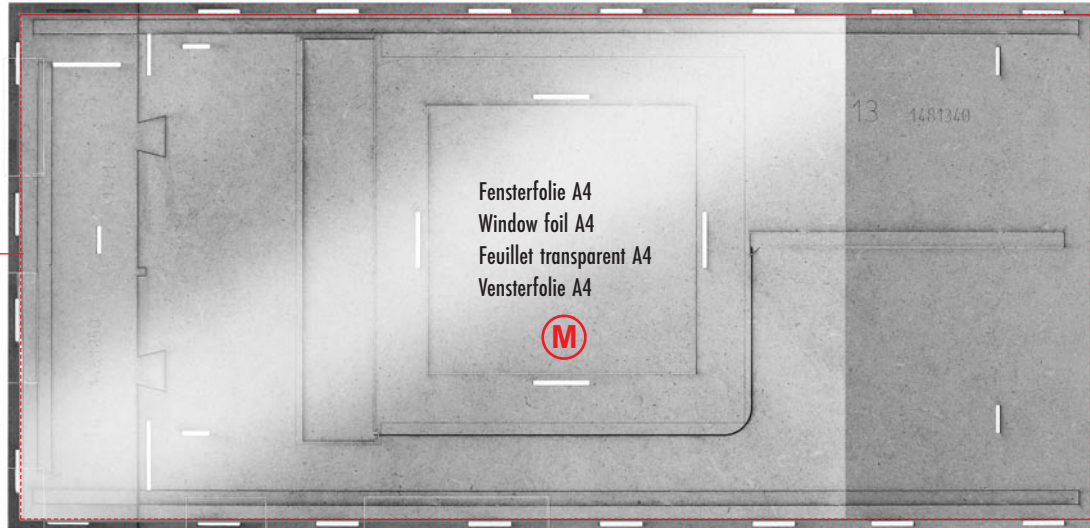 13 1481340
Fensterfolie A4
Window foil A4
Feuillet transparent A4
Vensterfolie A4
M